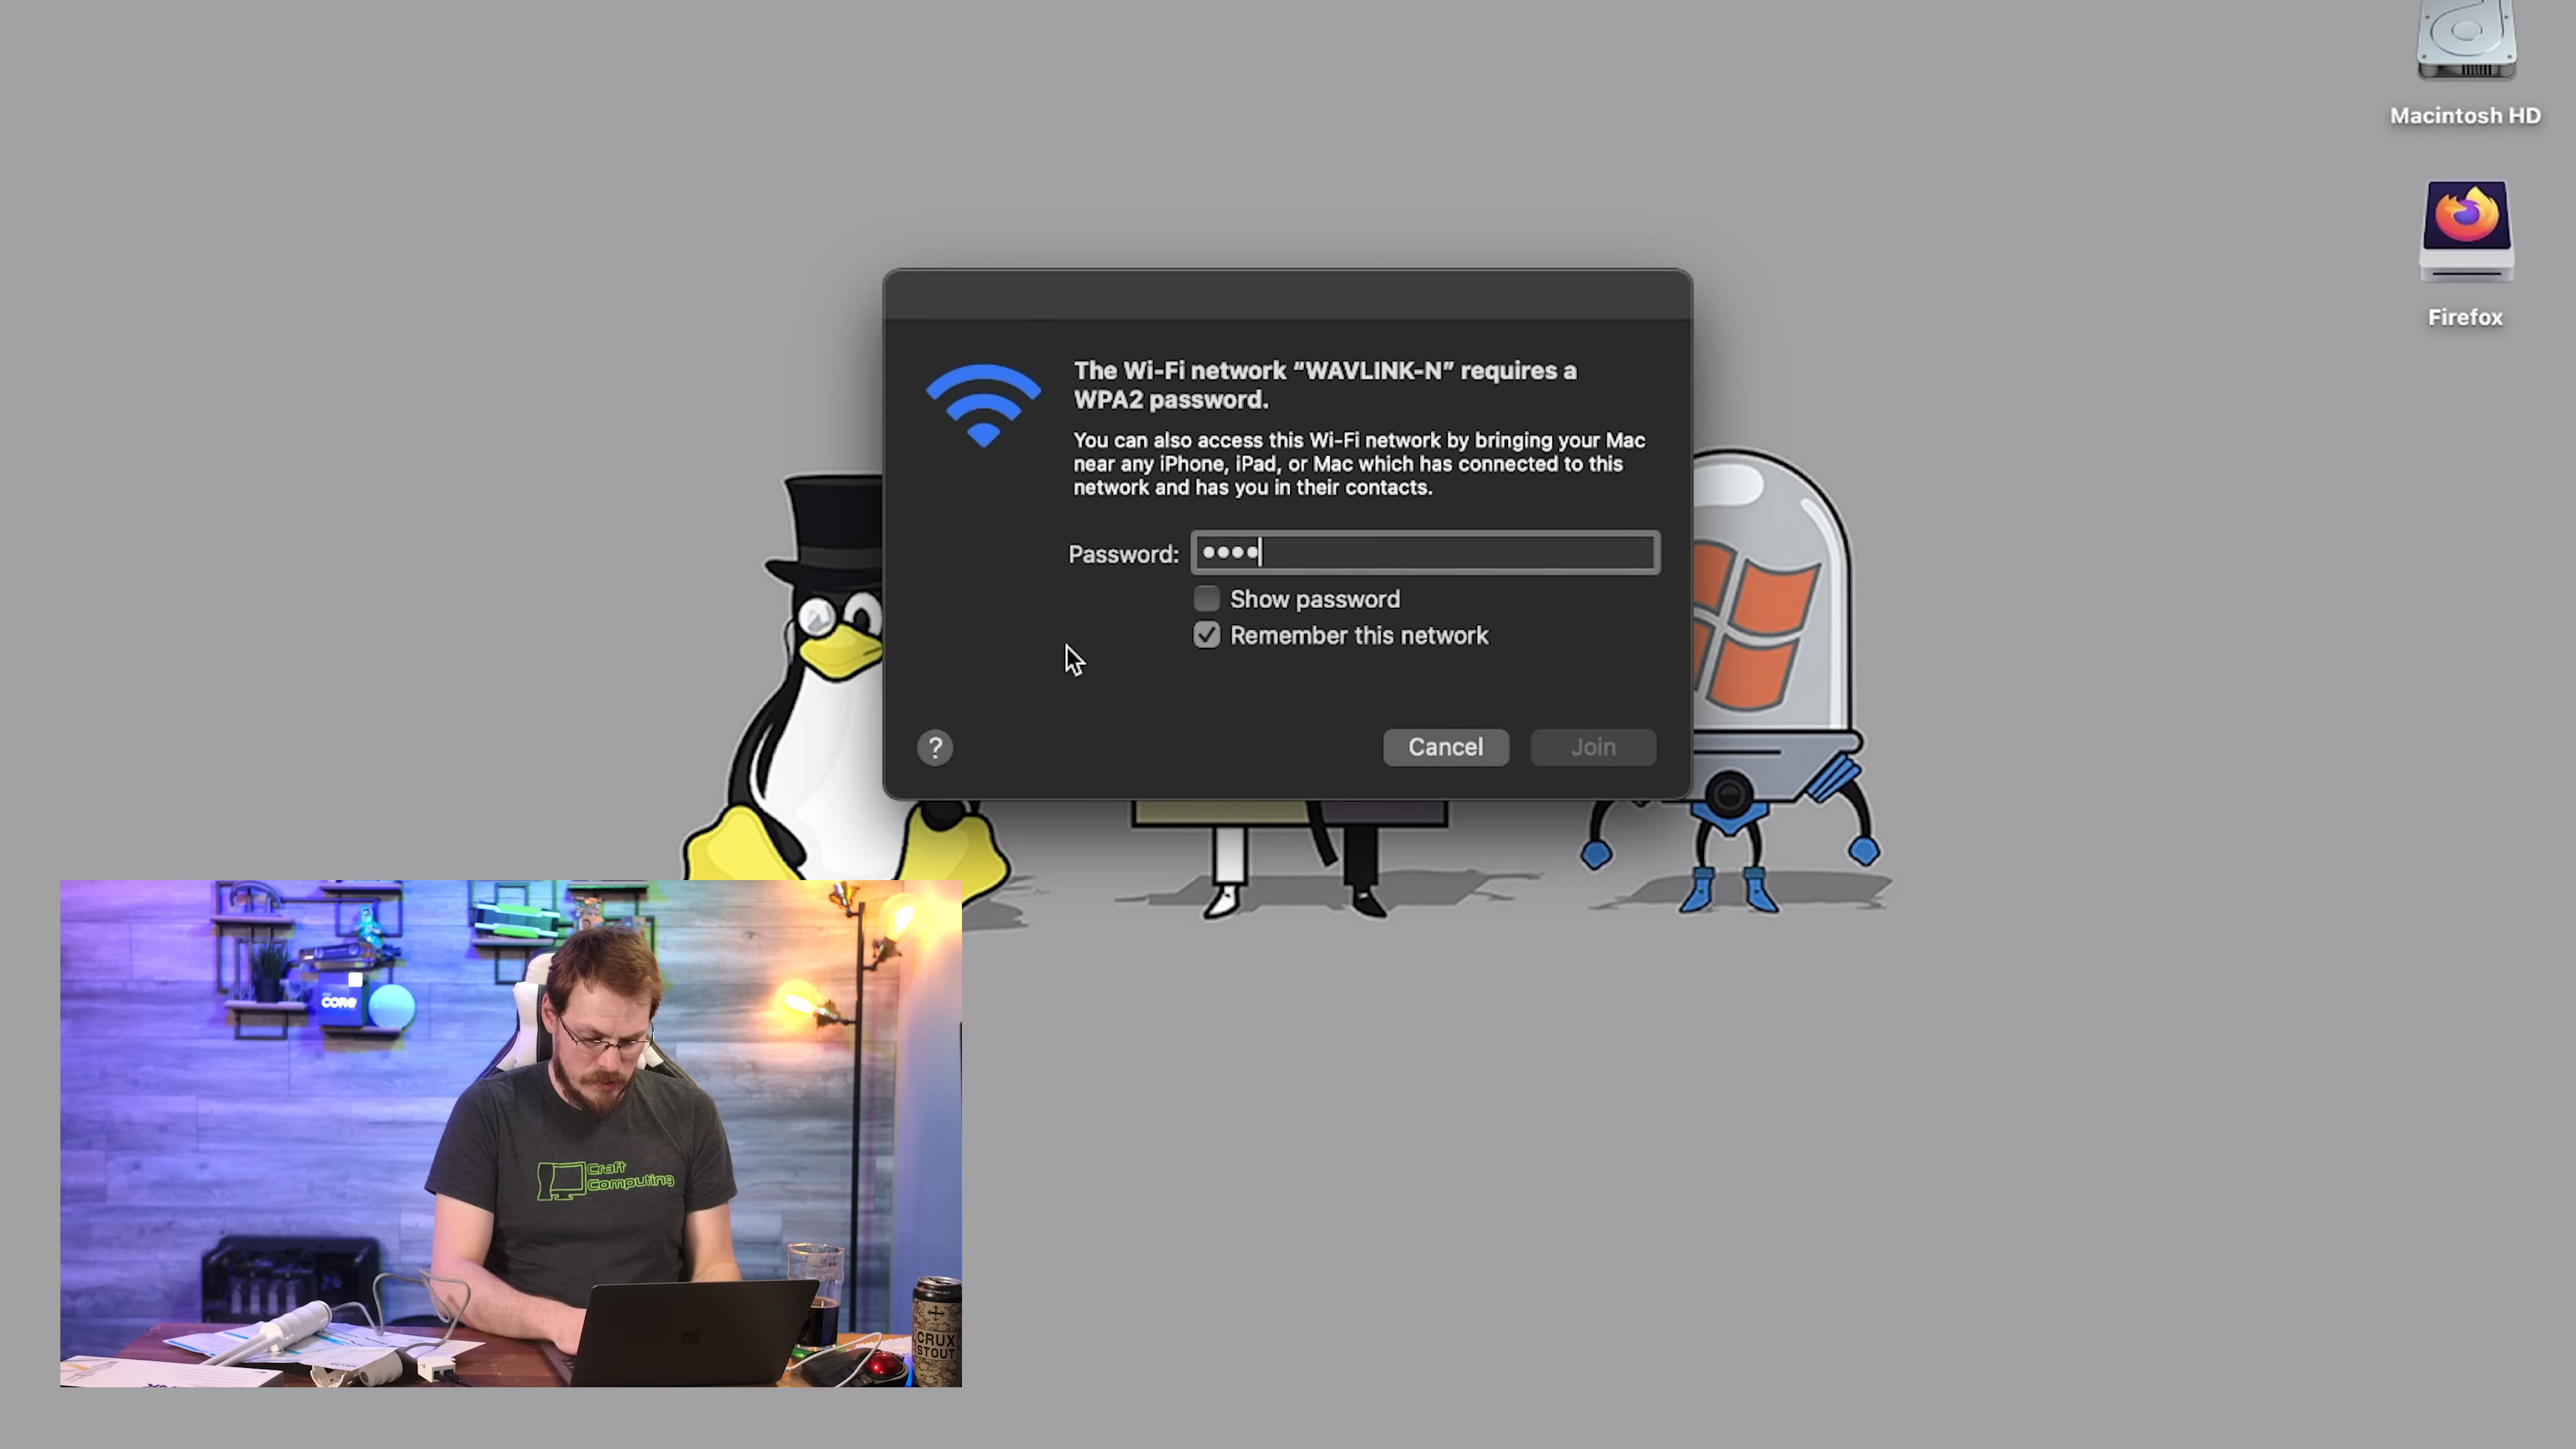 Macintosh HD
Firefox
The Wi-Fi network “WAVLINK-N” requires a
WPA2 password.
You can also access this Wi-Fi network by bringing your Mac
near any iPhone, iPad, or Mac which has connected to this
network and has you in their contacts.
Password: ••••
Show password
Remember this network
?
Cancel
Join
CORE
Craft
Computing
CRUX
STOUT